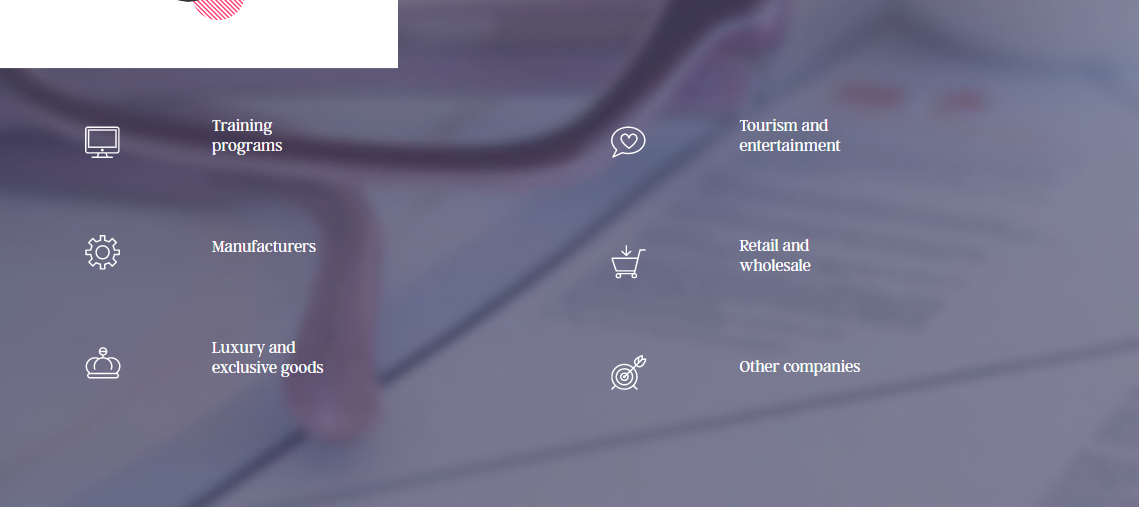 Training
programs
Tourism and
entertainment
Manufacturers
Retail and
wholesale
Luxury and
exclusive goods
Other companies